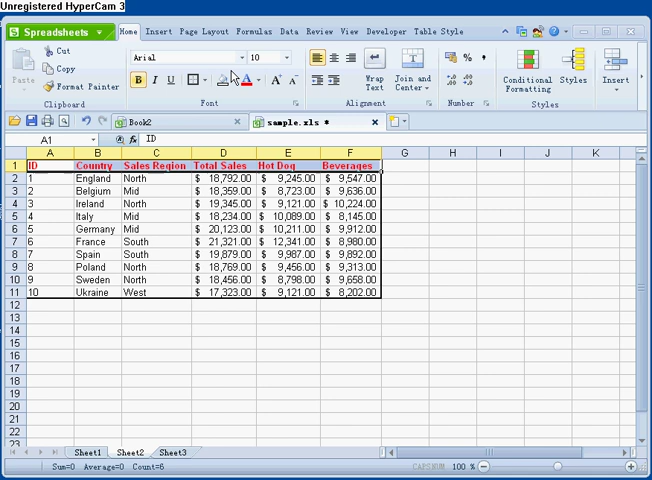 Unregistered HyperCam 3
Spreadsheets Home Insert Page Layout Formulas Data Review View Developer Table Style
Paste Cut
Copy
Format Painter
Arial 10
B I U A A A
Wrap Text
Join and Center
%
Conditional Formatting
Styles
Insert
Clipboard Font Alignment Number Styles
Book2 sample.xls *
A1 ID
A B C D E F G H I J K
1 ID Country Sales Region Total Sales Hot Dog Beverages
2 1 England North $ 18,792.00 $ 9,245.00 $ 9,547.00
3 2 Belgium Mid $ 18,359.00 $ 8,723.00 $ 9,636.00
4 3 Ireland North $ 19,345.00 $ 9,121.00 $ 10,224.00
5 4 Italy Mid $ 18,234.00 $ 10,089.00 $ 8,145.00
6 5 Germany Mid $ 20,123.00 $ 10,211.00 $ 9,912.00
7 6 France South $ 21,321.00 $ 12,341.00 $ 8,980.00
8 7 Spain South $ 19,879.00 $ 9,987.00 $ 9,892.00
9 8 Poland North $ 18,769.00 $ 9,456.00 $ 9,313.00
10 9 Sweden North $ 18,456.00 $ 8,798.00 $ 9,658.00
11 10 Ukraine West $ 17,323.00 $ 9,121.00 $ 8,202.00
12
13
14
15
16
17
18
19
20
21
22
23
Sheet1 Sheet2 Sheet3
Sum=0 Average=0 Count=6 CAPS NUM 100 %